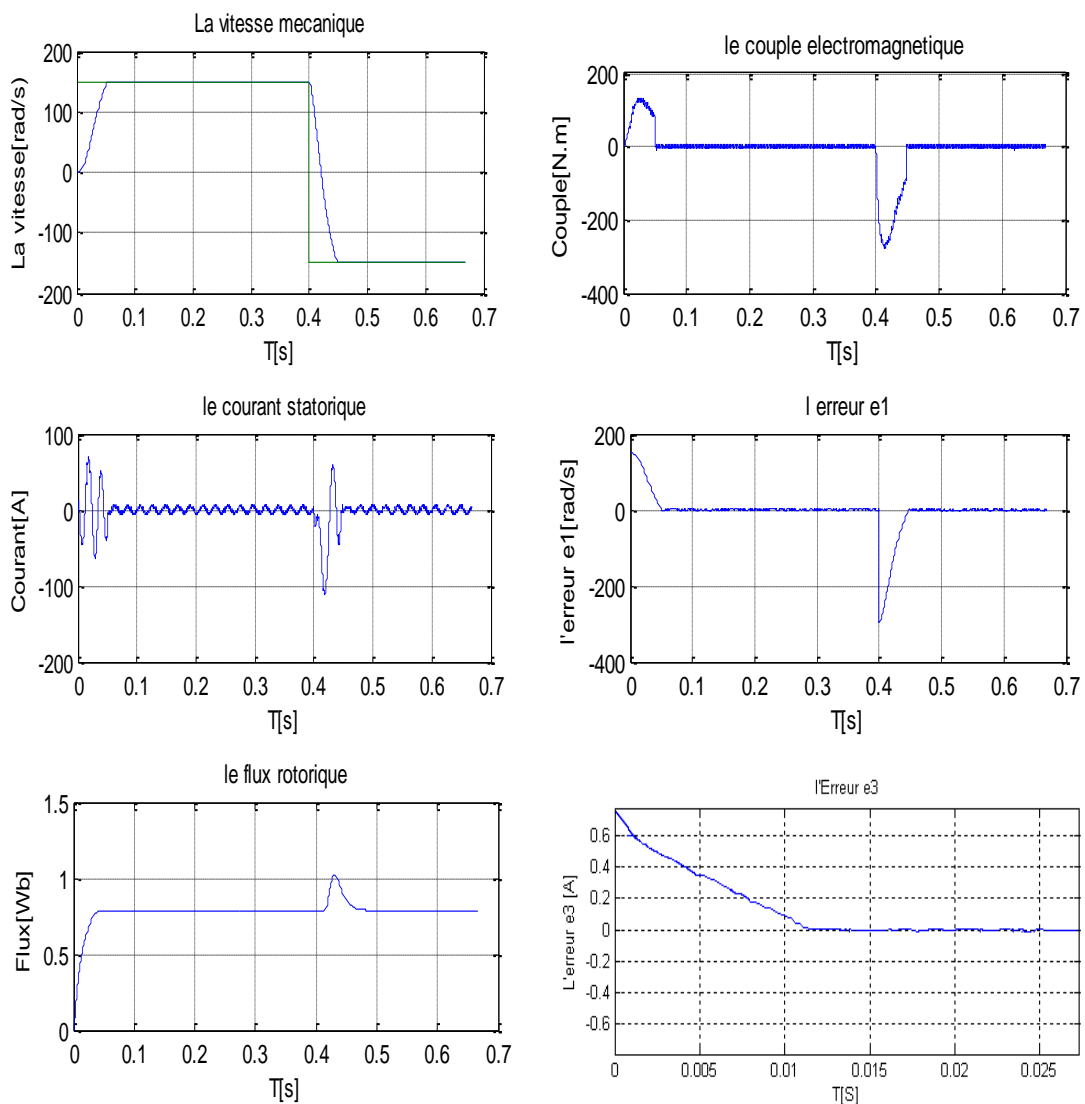 La vitesse mecanique
La vitesse[rad/s)
200
100
0
-100
-200
0 0.1 0.2 0.3 0.4 0.5 0.6 0.7
T[s]
le couple electromagnetique
Couple[N.m]
200
0
-200
-400
0 0.1 0.2 0.3 0.4 0.5 0.6 0.7
T[s]
le courant statorique
Courant[A]
100
0
-100
-200
0 0.1 0.2 0.3 0.4 0.5 0.6 0.7
T[s]
l erreur e1
l'erreur e1[rad/s]
200
0
-200
-400
0 0.1 0.2 0.3 0.4 0.5 0.6 0.7
T[s]
le flux rotorique
Flux[Wb]
1.5
1
0.5
0
0 0.1 0.2 0.3 0.4 0.5 0.6 0.7
T[s]
l'Erreur e3
L'erreur e3 [A]
0.6
0.4
0.2
0
-0.2
-0.4
-0.6
0 0.005 0.01 0.015 0.02 0.025
T[S]